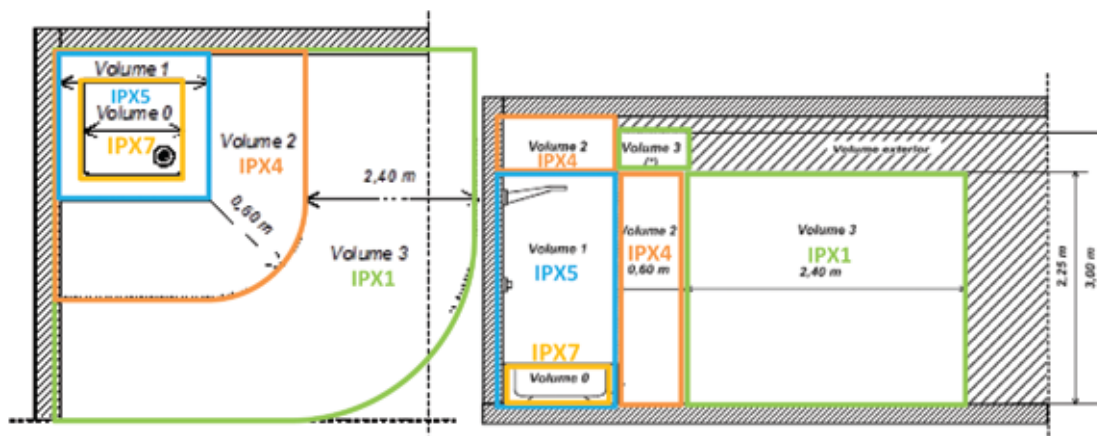 Volume 1
IPX5
Volume 0
IPX7
Volume 2
IPX4
0,60 m
2,40 m
Volume 3
IPX1
Volume 2
IPX4
Volume 3
(*)
Volume exterior
Volume 1
IPX5
Volume 2
IPX4
0,60 m
Volume 3
IPX1
2,40 m
2,25 m
3,00 m
IPX7
Volume 0